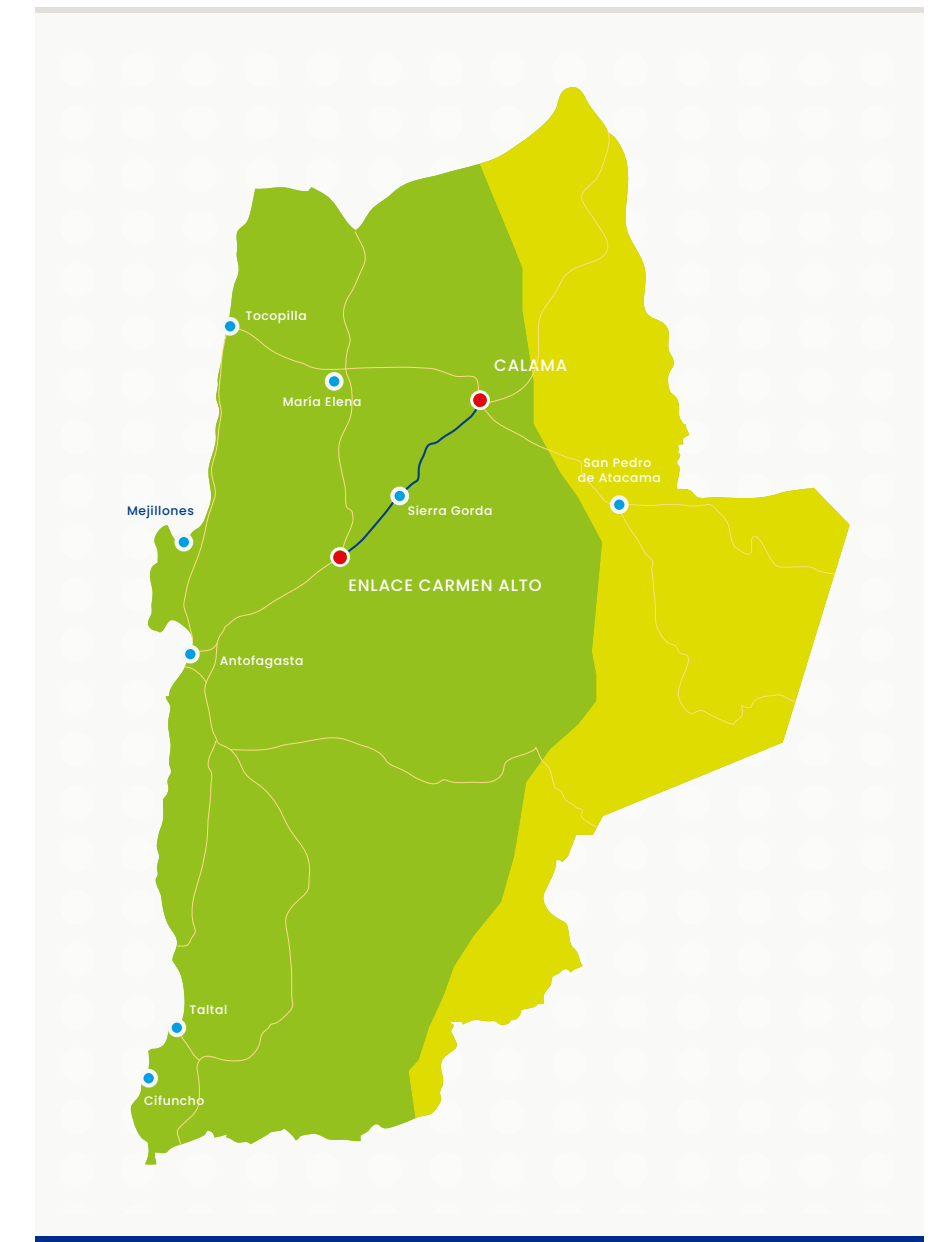 Tocopilla
CALAMA
María Elena
San Pedro
de Atacama
Mejillones
Sierra Gorda
ENLACE CARMEN ALTO
Antofagasta
Taltal
Cifuncho